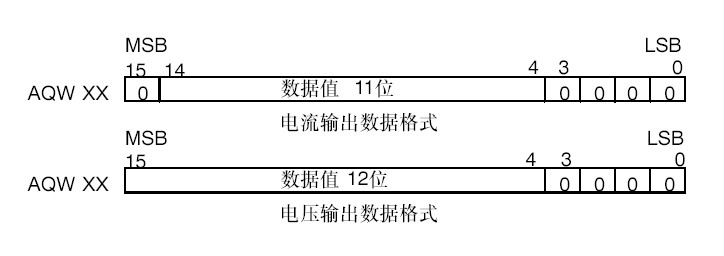 MSB LSB
15 14 4 3 0
AQW XX 0 数据值 11位 0 0 0 0
电流输出数据格式
MSB LSB
15 4 3 0
AQW XX 数据值 12位 0 0 0 0
电压输出数据格式